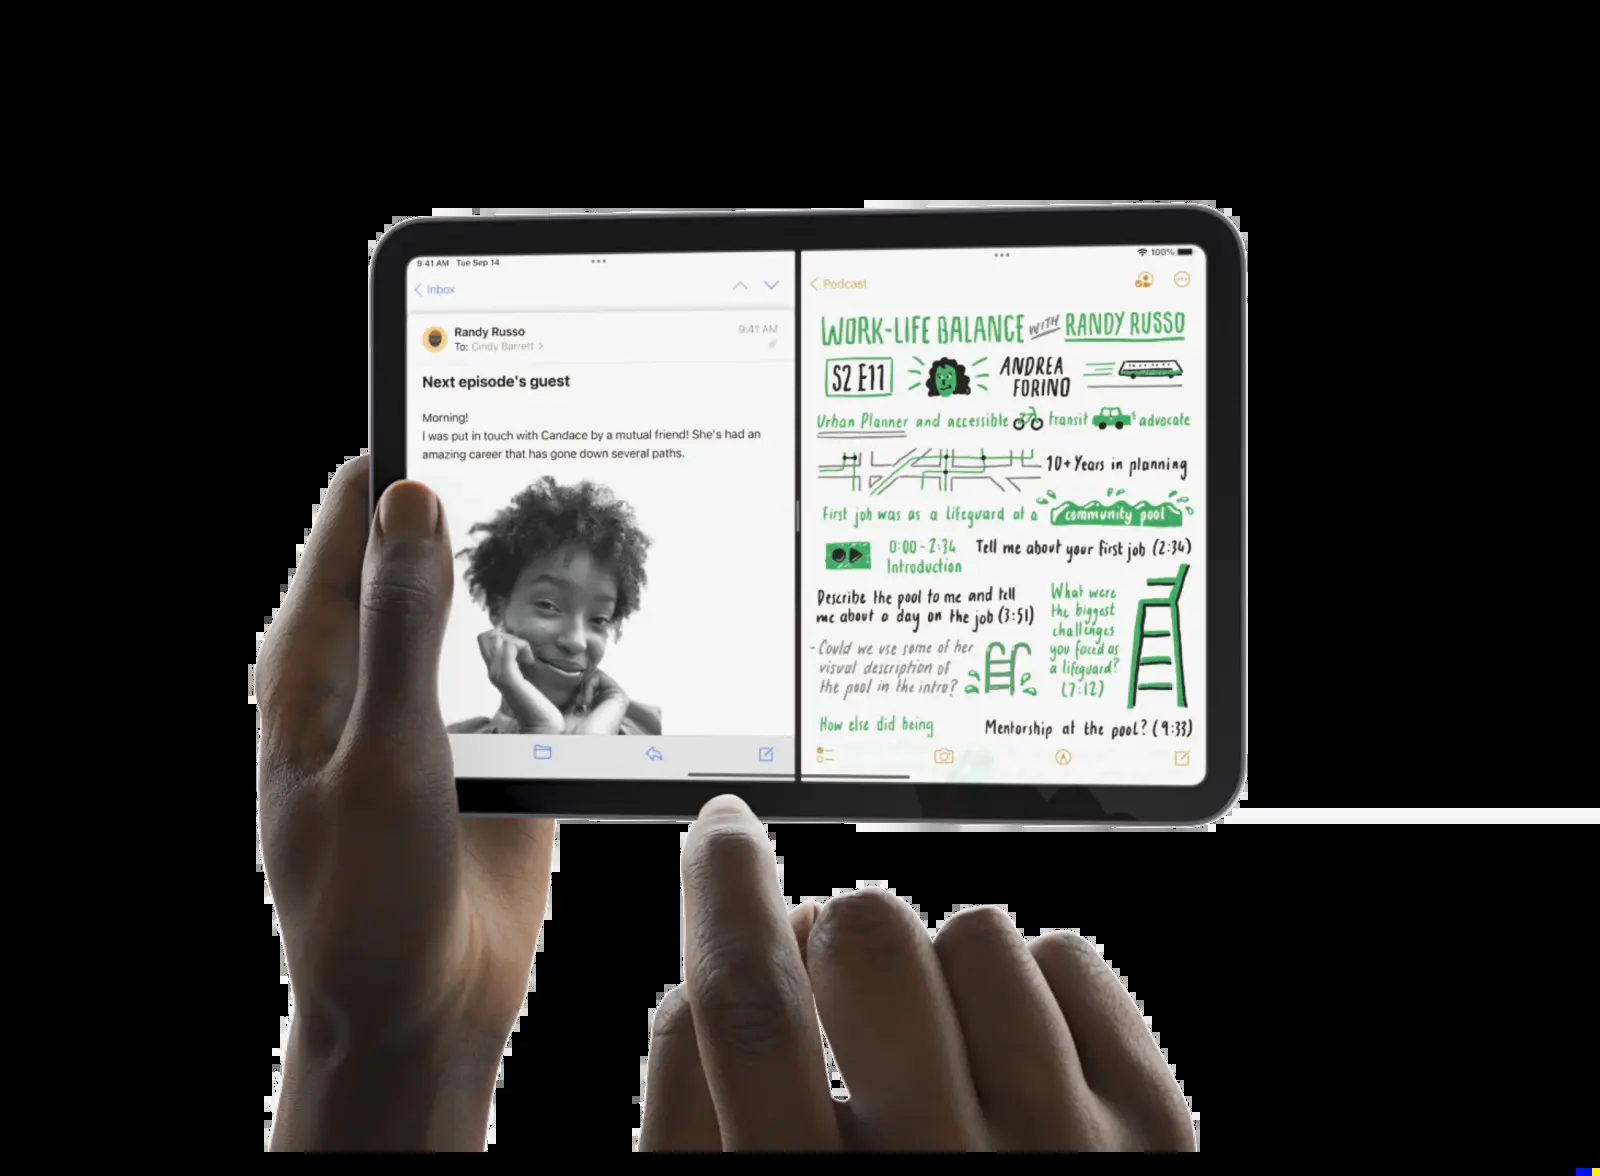 9:41 AM Tue Sep 14
Inbox
Randy Russo
9:41 AM
To: Cindy Barrett
Next episode's guest
Morning!
I was put in touch with Candace by a mutual friend! She's had an
amazing career that has gone down several paths.
100%
Podcast
WORK-LIFE BALANCE WITH RANDY RUSSO
S2 E11
ANDREA
FORINO
Urban Planner and accessible transit advocate
10+ Years in planning
First job was as a lifeguard at a community pool
0:00 - 2:34
Introduction
Tell me about your first job (2:34)
Describe the pool to me and tell
me about a day on the job (3:51)
- Could we use some of her
visual description of
the pool in the intro?
What were
the biggest
challenges
you faced as
a lifeguard?
(7:12)
How else did being
Mentorship at the pool? (9:33)